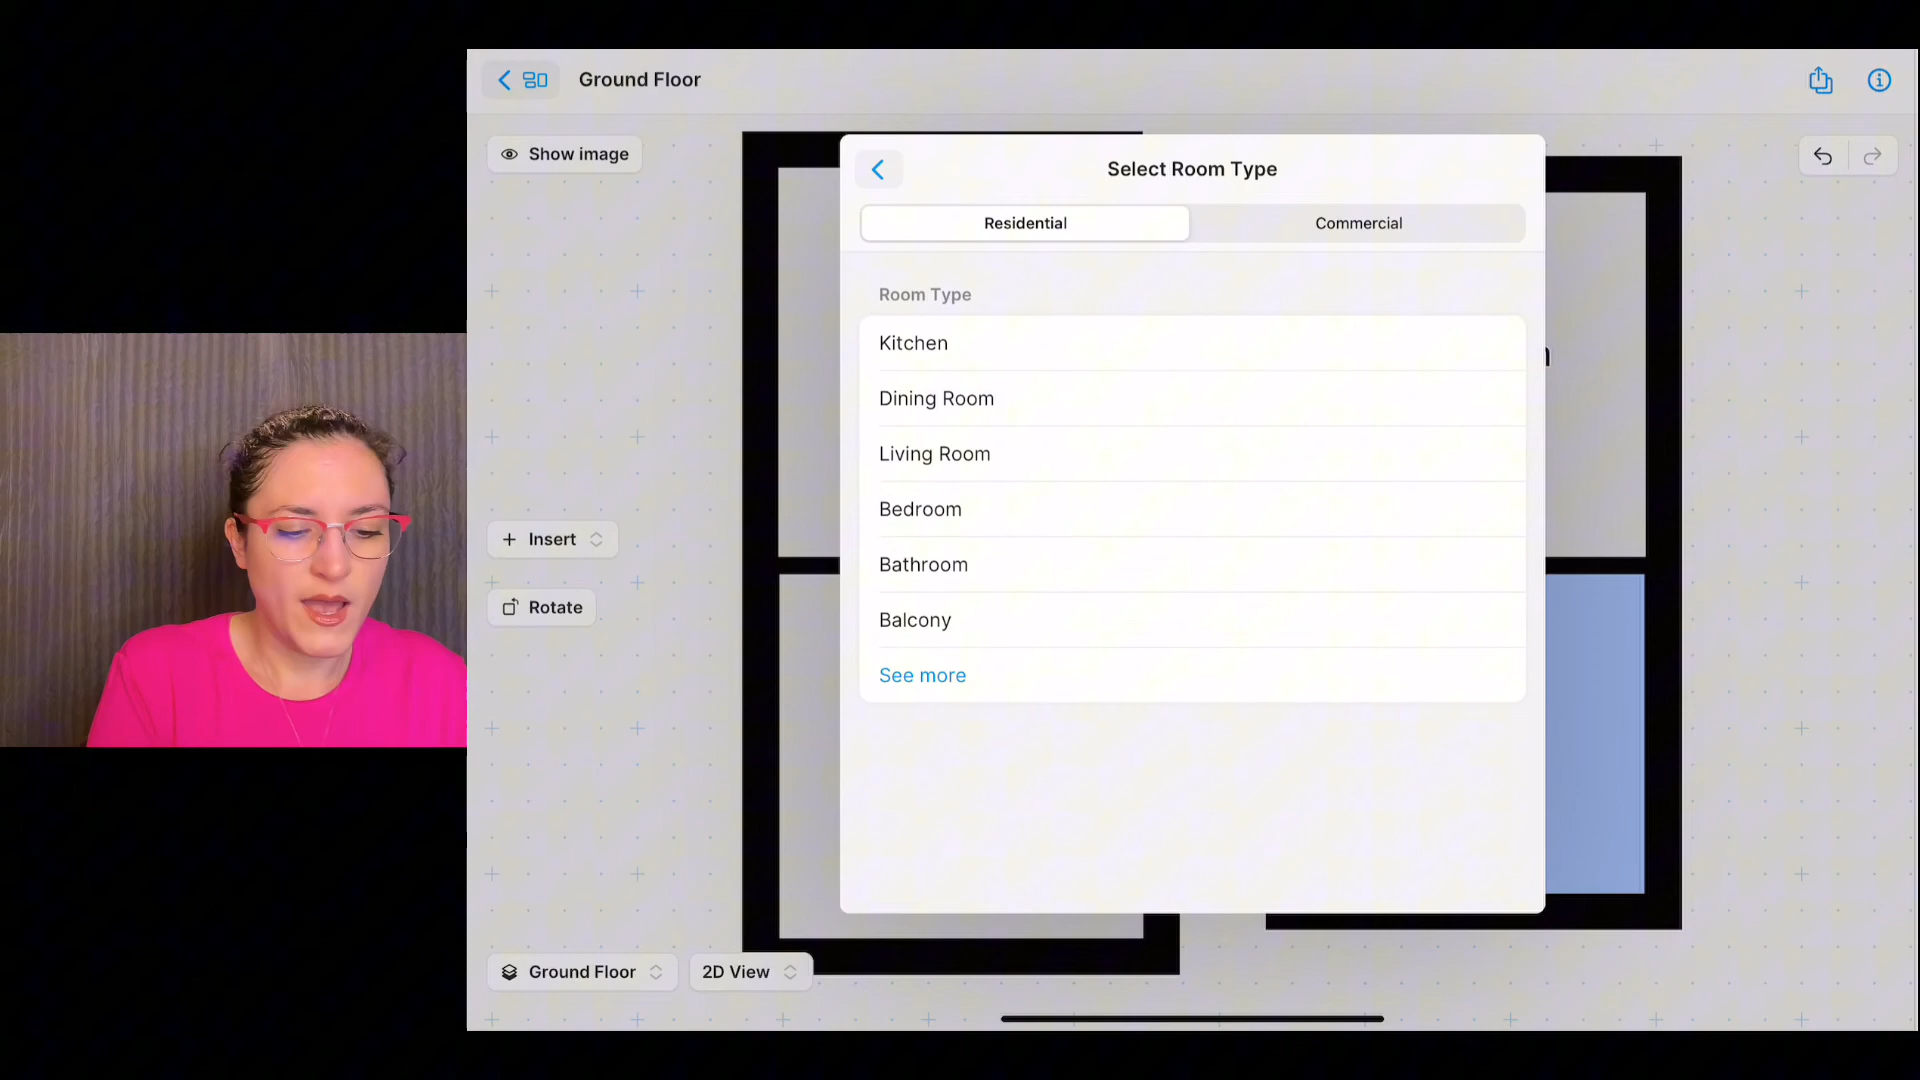 Ground Floor
Show image
Select Room Type
Residential
Commercial
Room Type
Kitchen
Dining Room
Living Room
Bedroom
Bathroom
Balcony
See more
+ Insert
Rotate
Ground Floor
2D View